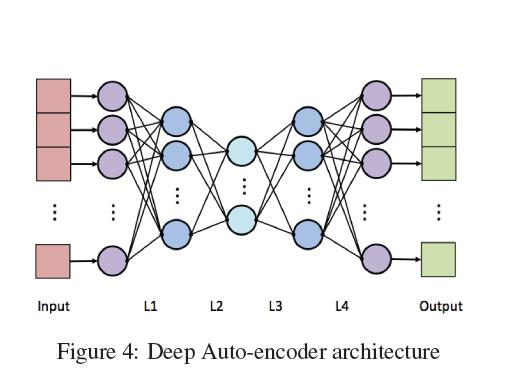 Input L1 L2 L3 L4 Output
Figure 4: Deep Auto-encoder architecture